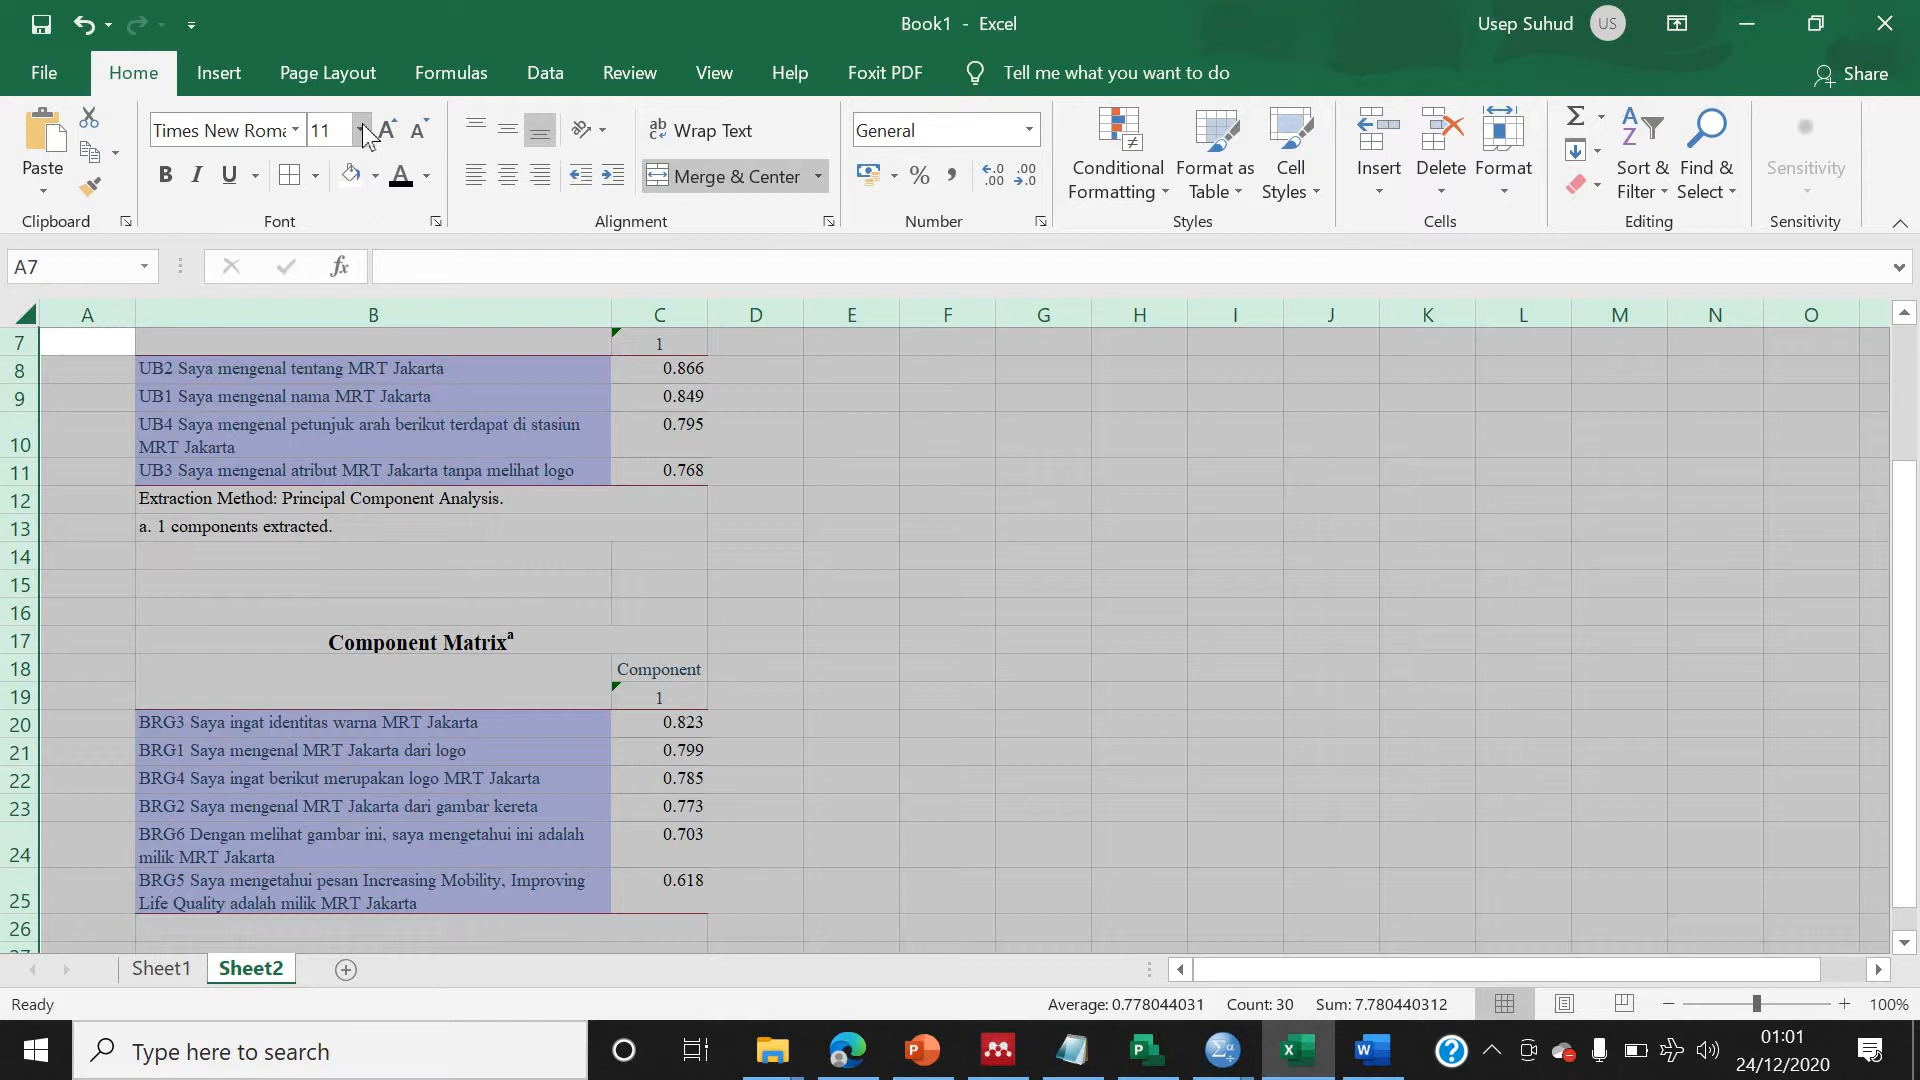 Book1 - Excel
Usep Suhud
US
File
Home
Insert
Page Layout
Formulas
Data
Review
View
Help
Foxit PDF
Tell me what you want to do
Share
Paste
Clipboard
Times New Roma
11
B I U
Font
Wrap Text
Merge & Center
Alignment
General
Number
Conditional
Formatting
Format as
Table
Cell
Styles
Styles
Insert
Delete
Format
Cells
Sort &
Filter
Find &
Select
Editing
Sensitivity
Sensitivity
A7
fx
A B C D E F G H I J K L M N O
7 1
8 UB2 Saya mengenal tentang MRT Jakarta 0.866
9 UB1 Saya mengenal nama MRT Jakarta 0.849
UB4 Saya mengenal petunjuk arah berikut terdapat di stasiun 0.795
10 MRT Jakarta
11 UB3 Saya mengenal atribut MRT Jakarta tanpa melihat logo 0.768
12 Extraction Method: Principal Component Analysis.
13 a. 1 components extracted.
14
15
16
17 Component Matrixa
18 Component
19 1
20 BRG3 Saya ingat identitas warna MRT Jakarta 0.823
21 BRG1 Saya mengenal MRT Jakarta dari logo 0.799
22 BRG4 Saya ingat berikut merupakan logo MRT Jakarta 0.785
23 BRG2 Saya mengenal MRT Jakarta dari gambar kereta 0.773
BRG6 Dengan melihat gambar ini, saya mengetahui ini adalah 0.703
24 milik MRT Jakarta
BRG5 Saya mengetahui pesan Increasing Mobility, Improving 0.618
25 Life Quality adalah milik MRT Jakarta
26
Sheet1
Sheet2
Ready
Average: 0.778044031 Count: 30 Sum: 7.780440312
100%
Type here to search
01:01
24/12/2020